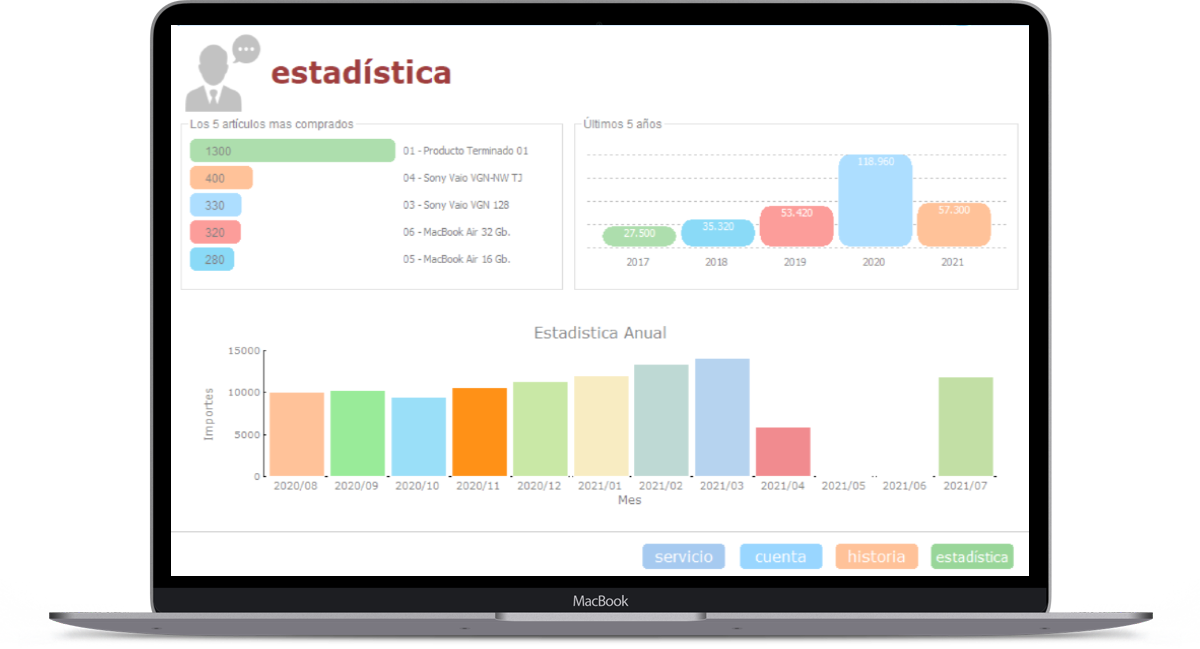 estadística
Los 5 artículos mas comprados
1300 01 - Producto Terminado 01
400 04 - Sony Vaio VGN-NW TJ
330 03 - Sony Vaio VGN 128
320 06 - MacBook Air 32 Gb.
280 05 - MacBook Air 16 Gb.
Últimos 5 años
27.500 35.320 53.420 118.960 57.300
2017 2018 2019 2020 2021
Estadistica Anual
Importes
15000
10000
5000
0
2020/08 2020/09 2020/10 2020/11 2020/12 2021/01 2021/02 2021/03 2021/04 2021/05 2021/06 2021/07
Mes
servicio cuenta historia estadística
MacBook